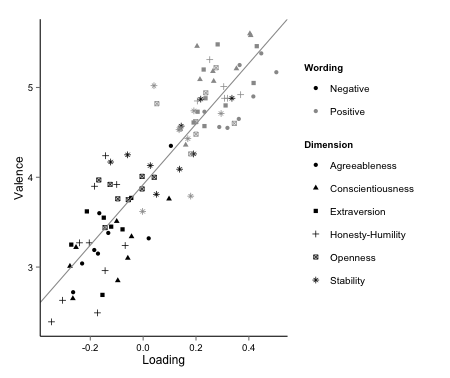 Wording
Negative
Positive
Dimension
Agreeableness
Conscientiousness
Extraversion
Honesty-Humility
Openness
Stability
Valence
5
4
3
-0.2
0.0
0.2
0.4
Loading